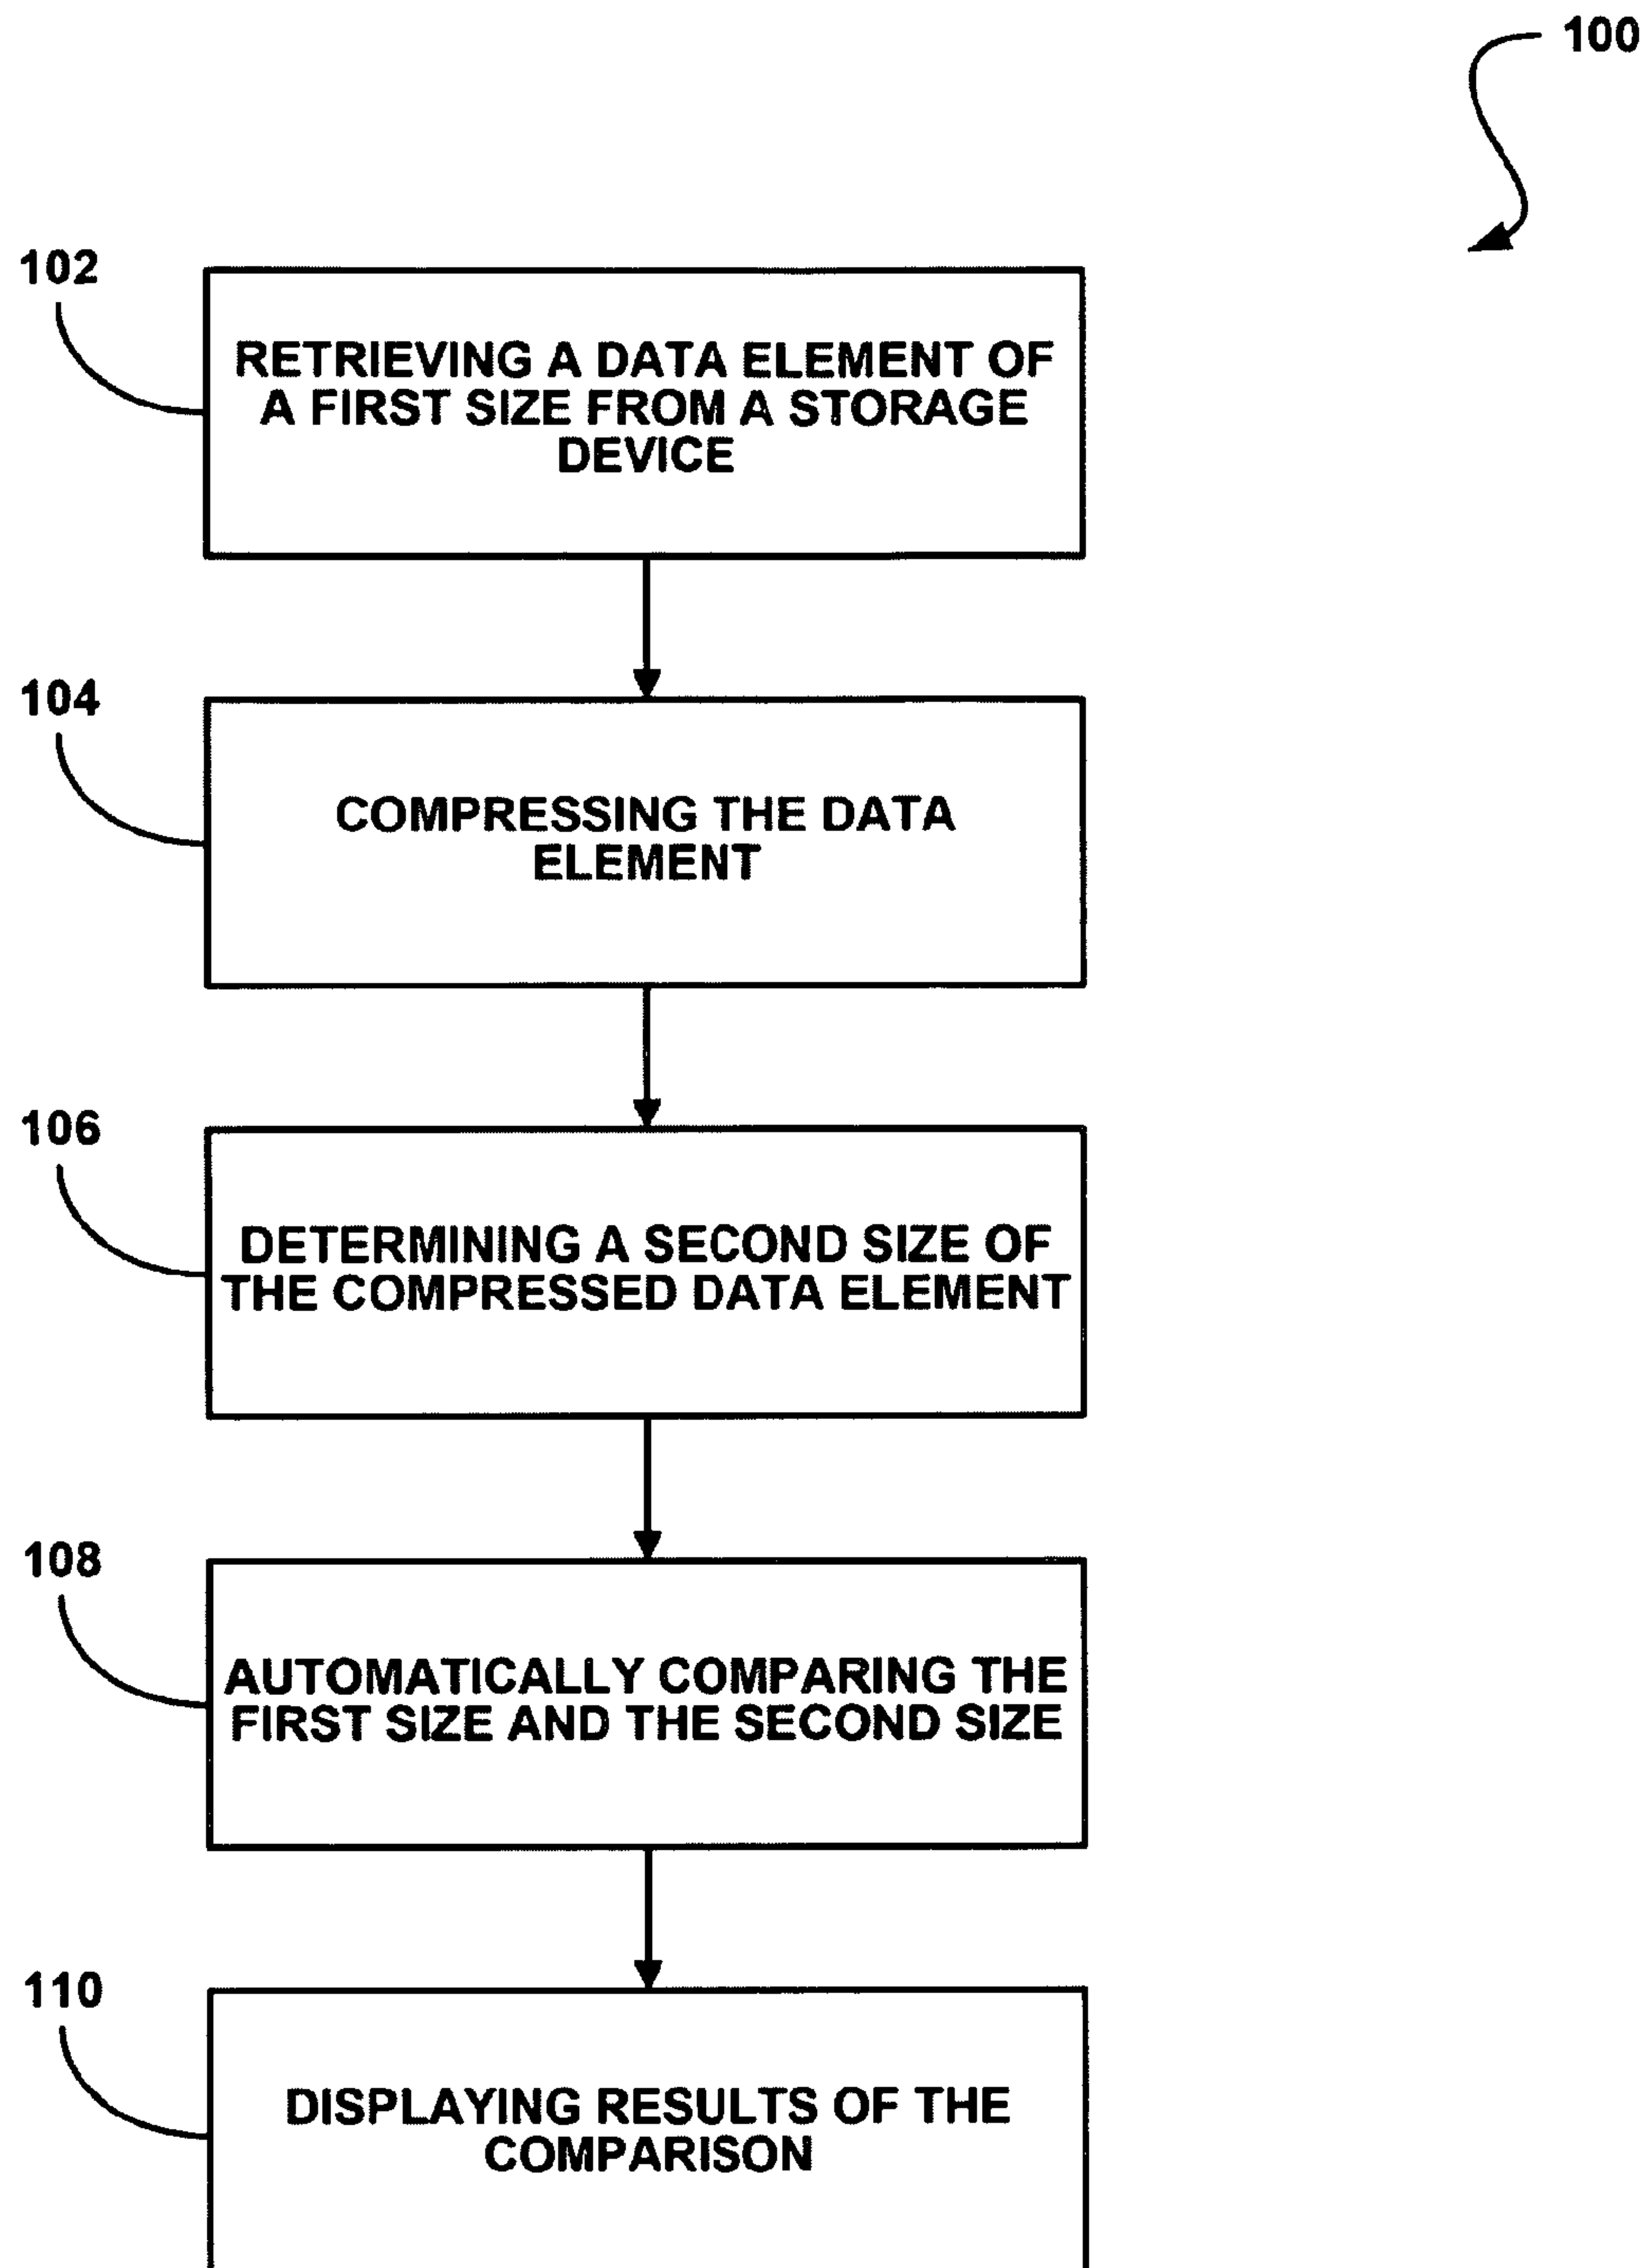 100
102
RETRIEVING A DATA ELEMENT OF
A FIRST SIZE FROM A STORAGE
DEVICE
104
COMPRESSING THE DATA
ELEMENT
106
DETERMINING A SECOND SIZE OF
THE COMPRESSED DATA ELEMENT
108
AUTOMATICALLY COMPARING THE
FIRST SIZE AND THE SECOND SIZE
110
DISPLAYING RESULTS OF THE
COMPARISON